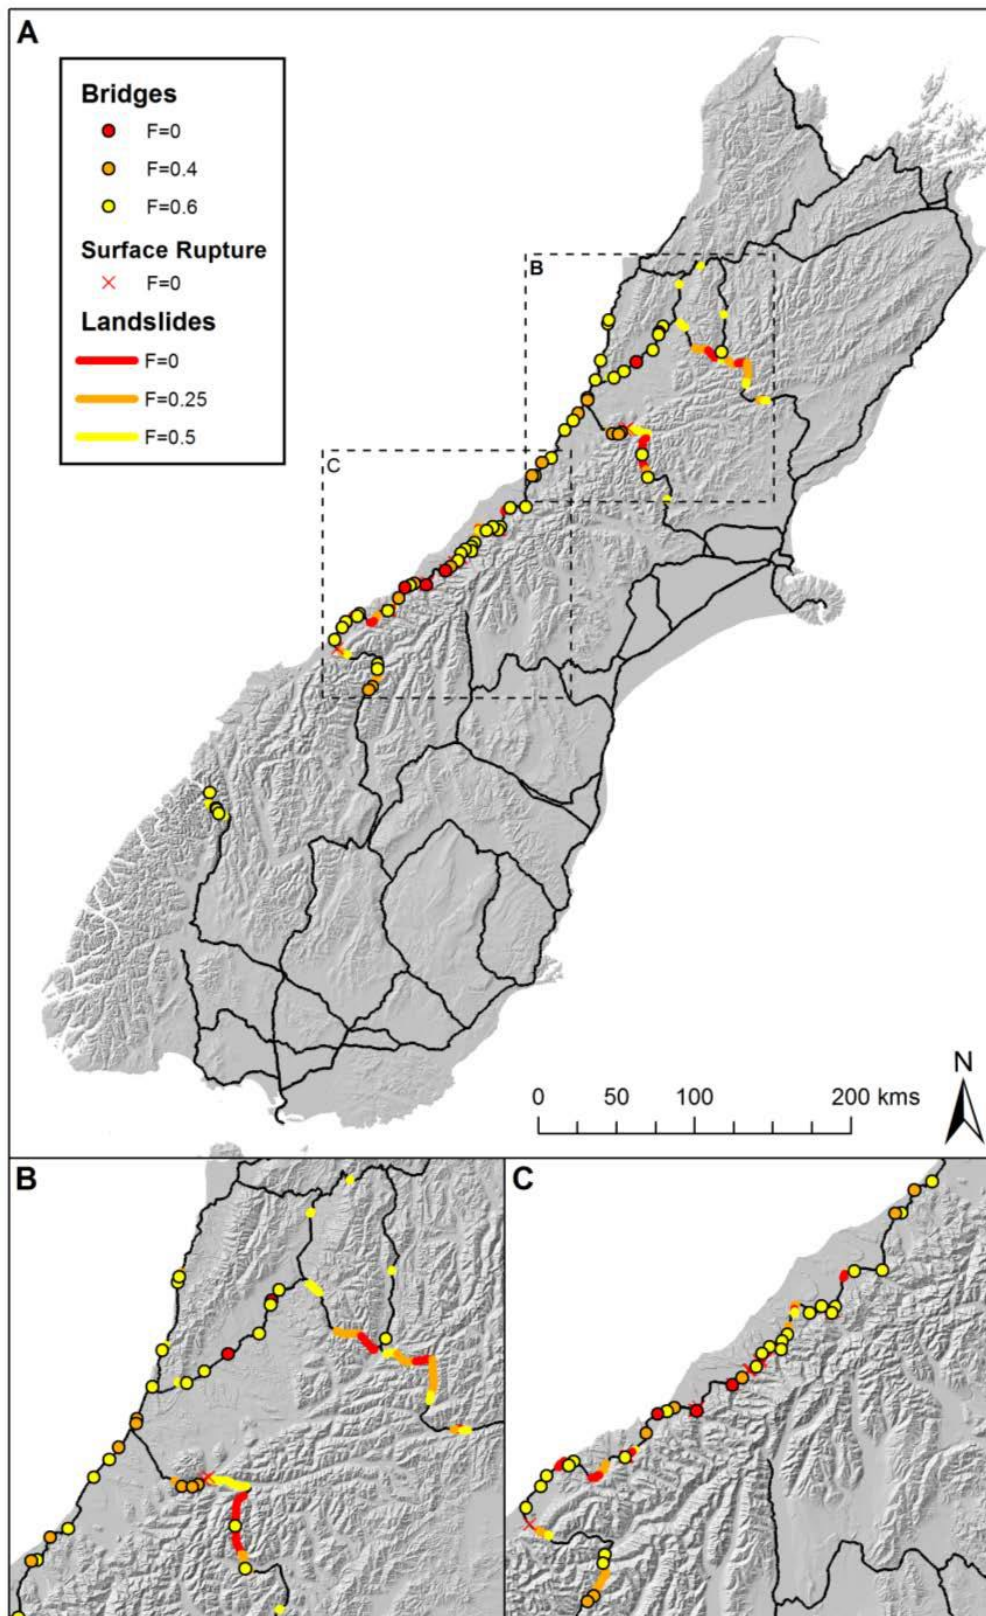 A
Bridges
F=0
F=0.4
F=0.6
Surface Rupture
F=0
Landslides
F=0
F=0.25
F=0.5
B
C
N
0 50 100 200 kms
B
C